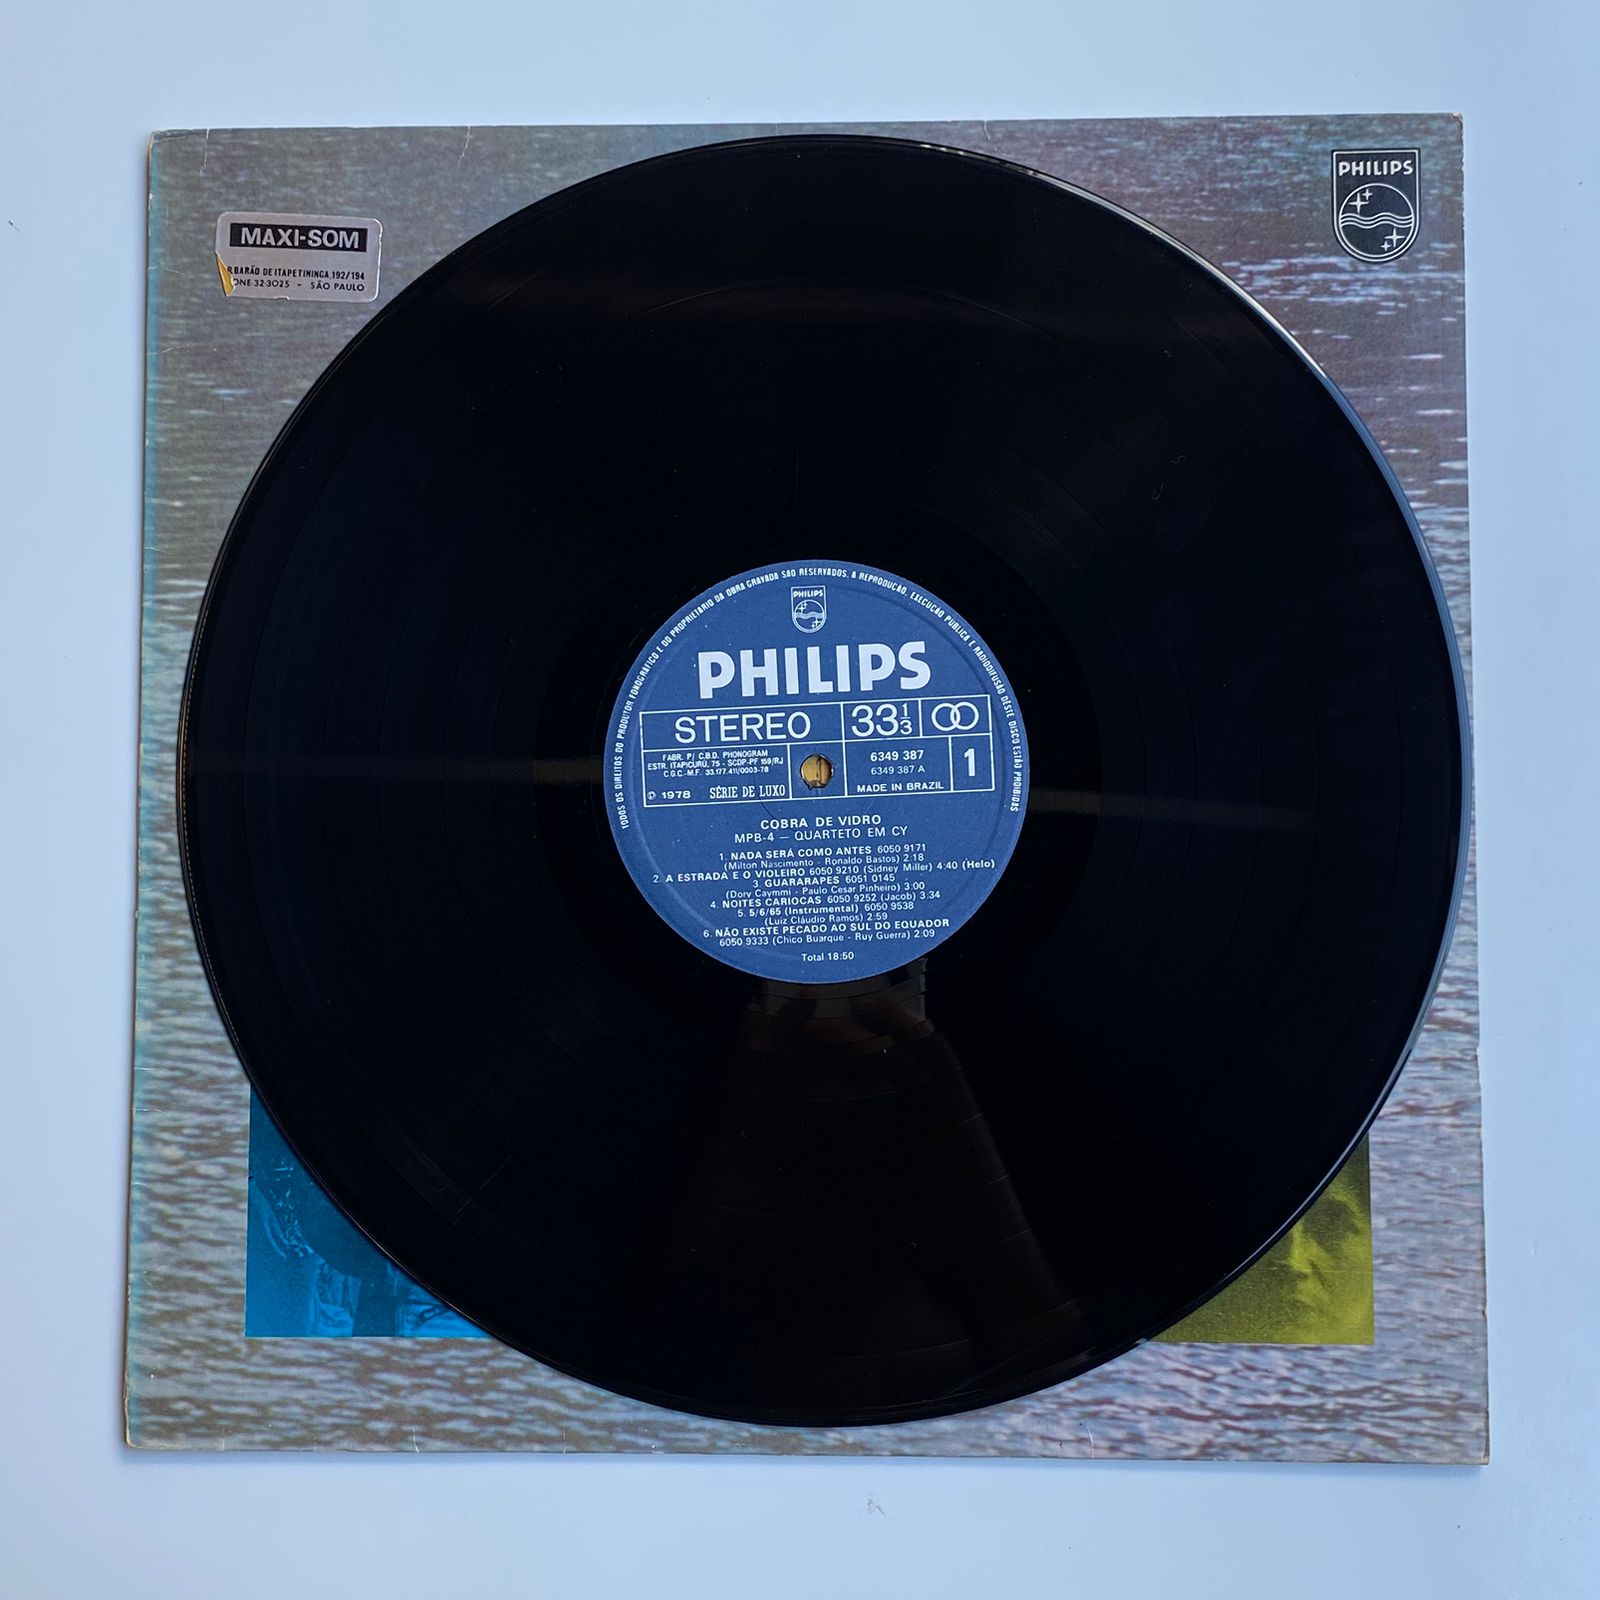 PHILIPS
MAXI-SOM
R.BARÃO DE ITAPETININGA,192/194
ONE 32-3025 - SÃO PAULO
TODOS OS DIREITOS DO PRODUTOR FONOGRÁFICO E DO PROPRIETÁRIO DA OBRA GRAVADA SÃO RESERVADOS. A REPRODUÇÃO, EXECUÇÃO PÚBLICA E RADIODIFUSÃO DÊSTE DISCO ESTÃO PROIBIDAS
PHILIPS
PHILIPS
STEREO 33 1/3
FABR. P/ C.B.D. PHONOGRAM
ESTR. ITAPICURÚ, 75 - SCDP-PF 159/RJ
C.G.C.-M.F. 33.177.411/0003-78
℗ 1978 SÉRIE DE LUXO
6349 387
6349 387 A
MADE IN BRAZIL
1
COBRA DE VIDRO
MPB-4 — QUARTETO EM CY
1. NADA SERÁ COMO ANTES 6050 9171
(Milton Nascimento - Ronaldo Bastos) 2:18
2. A ESTRADA E O VIOLEIRO 6050 9210 (Sidney Miller) 4:40 (Helo)
3. GUARARAPES 6051 0145
(Dory Caymmi - Paulo Cesar Pinheiro) 3:00
4. NOITES CARIOCAS 6050 9252 (Jacob) 3:34
5. 5/6/65 (Instrumental) 6050 9538
(Luiz Cláudio Ramos) 2:59
6. NÃO EXISTE PECADO AO SUL DO EQUADOR
6050 9333 (Chico Buarque - Ruy Guerra) 2:09
Total 18:50